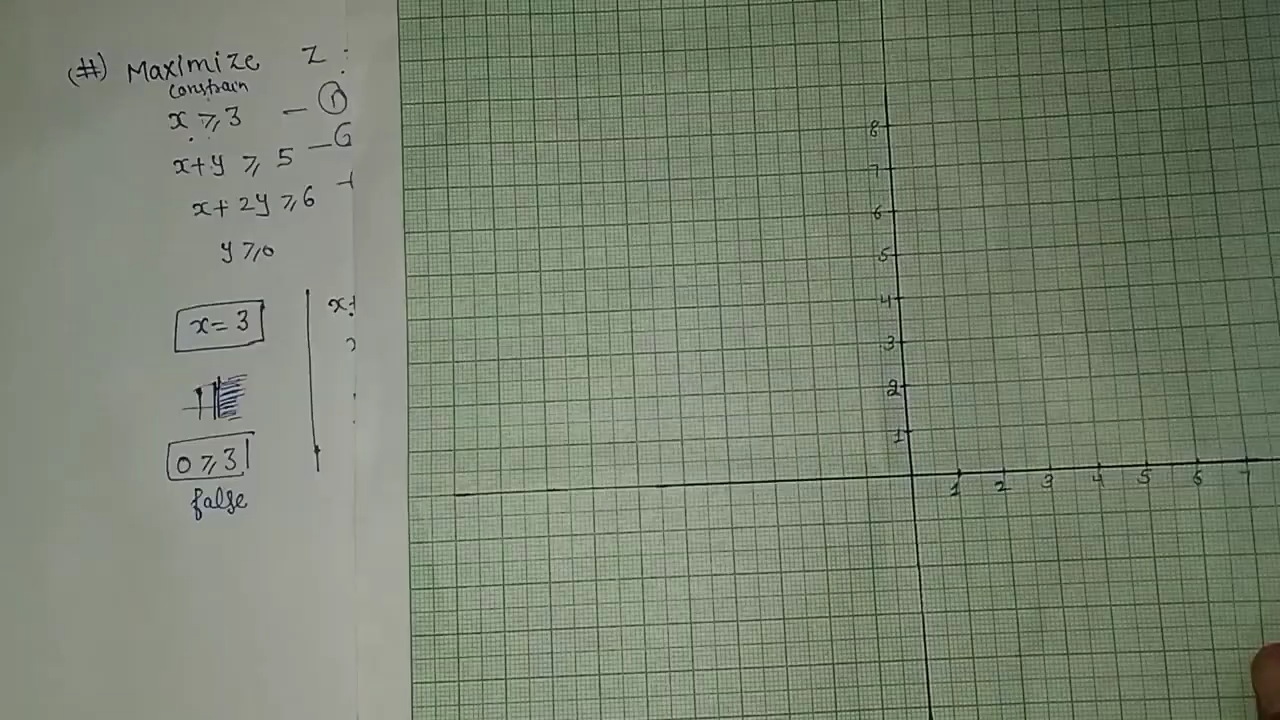 (#) Maximize Z :
constrain
x ⩾ 3 — ①
x+y ⩾ 5 —
x+ 2y ⩾ 6
y ⩾ 0
x = 3
x+
0 ⩾ 3
false
8
7
6
5
4
3
2
1
1 2 3 4 5 6 7